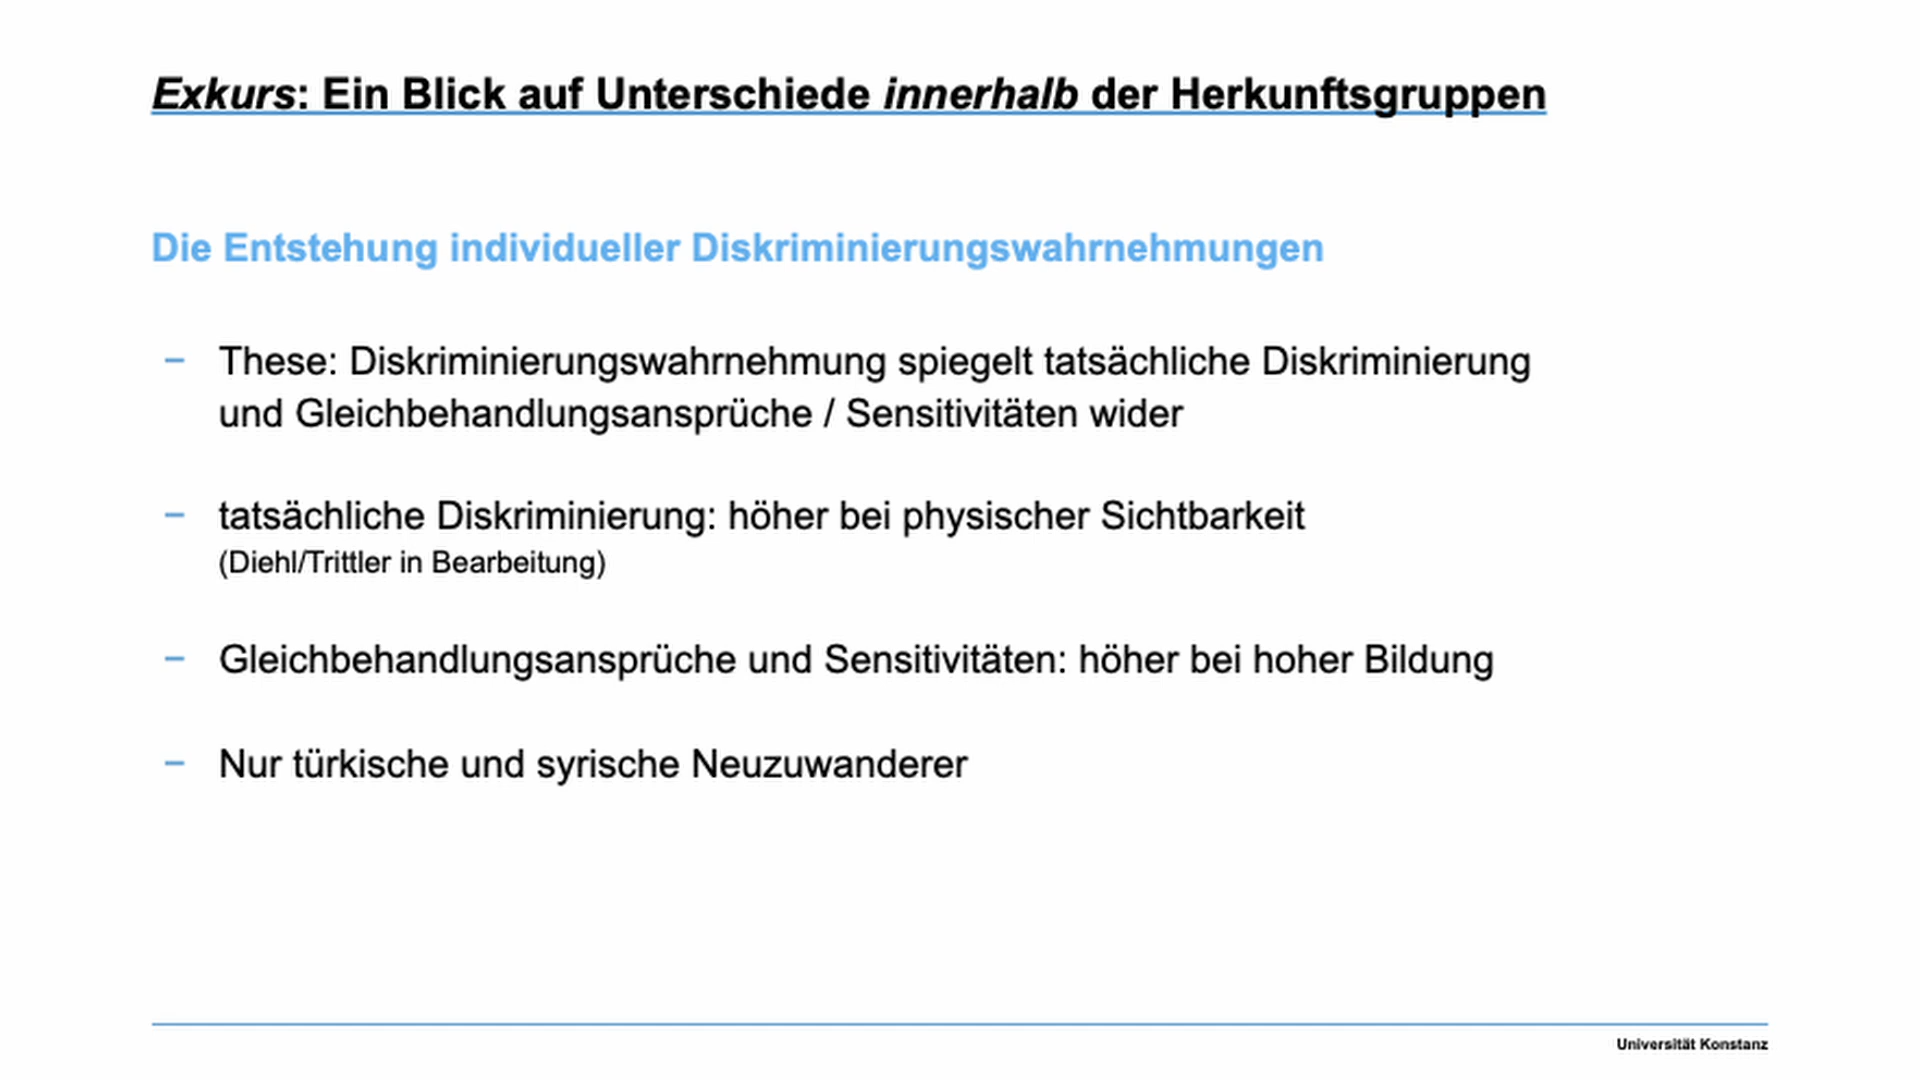 Exkurs: Ein Blick auf Unterschiede innerhalb der Herkunftsgruppen
Die Entstehung individueller Diskriminierungswahrnehmungen
– These: Diskriminierungswahrnehmung spiegelt tatsächliche Diskriminierung
und Gleichbehandlungsansprüche / Sensitivitäten wider
– tatsächliche Diskriminierung: höher bei physischer Sichtbarkeit
(Diehl/Trittler in Bearbeitung)
– Gleichbehandlungsansprüche und Sensitivitäten: höher bei hoher Bildung
– Nur türkische und syrische Neuzuwanderer
Universität Konstanz